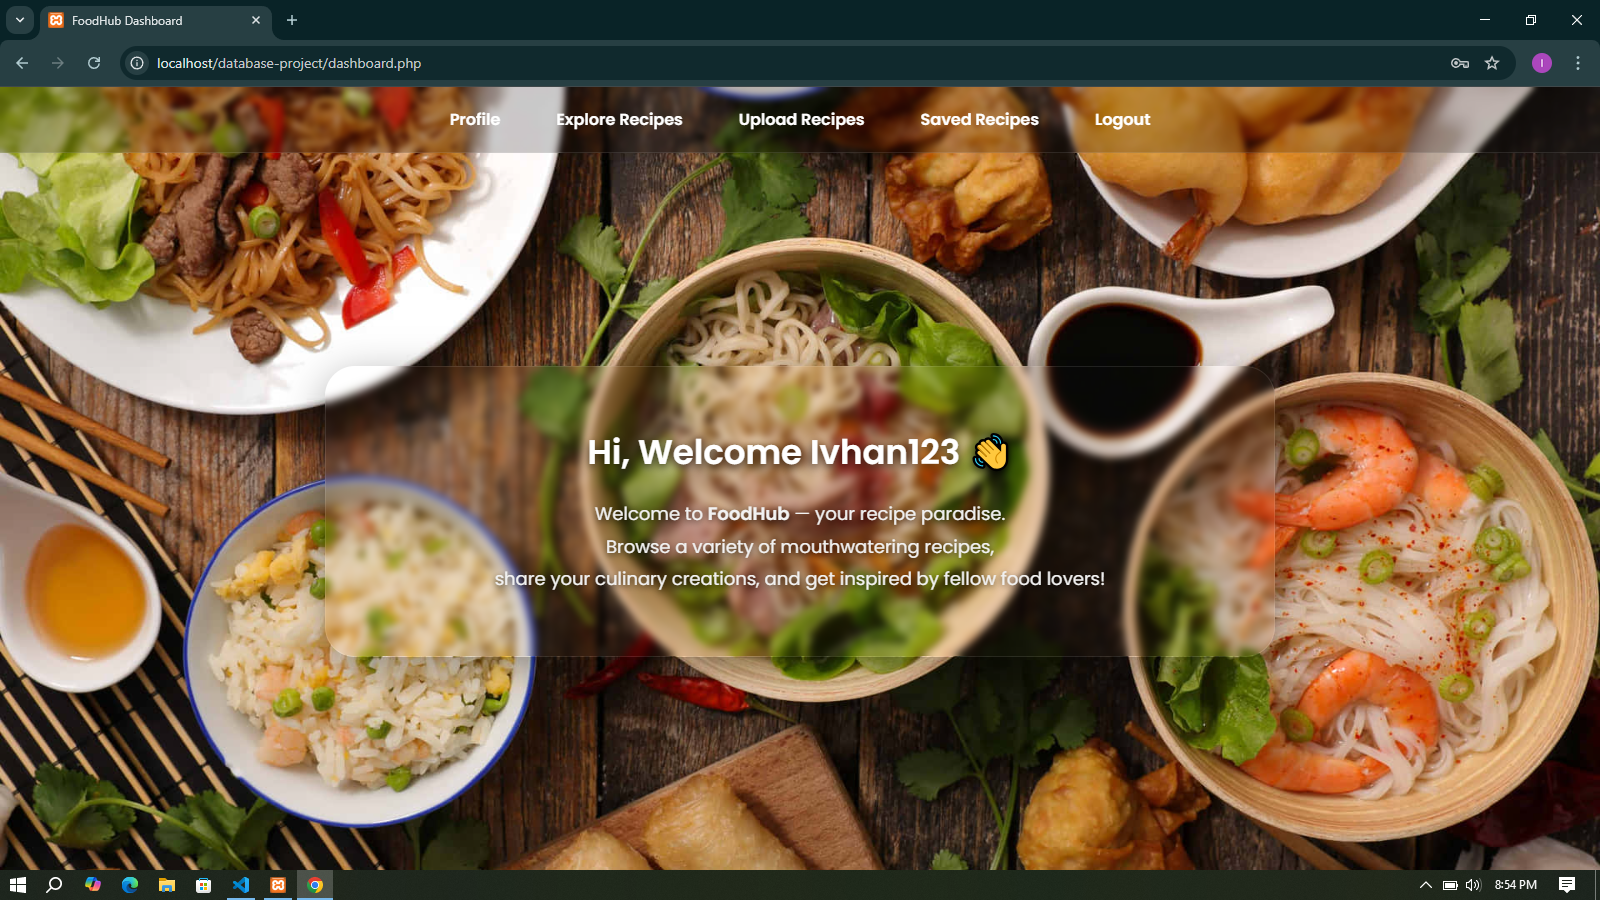 FoodHub Dashboard
localhost/database-project/dashboard.php
I
Profile Explore Recipes Upload Recipes Saved Recipes Logout
Hi, Welcome Ivhan123 👋
Welcome to FoodHub — your recipe paradise.
Browse a variety of mouthwatering recipes,
share your culinary creations, and get inspired by fellow food lovers!
8:54 PM